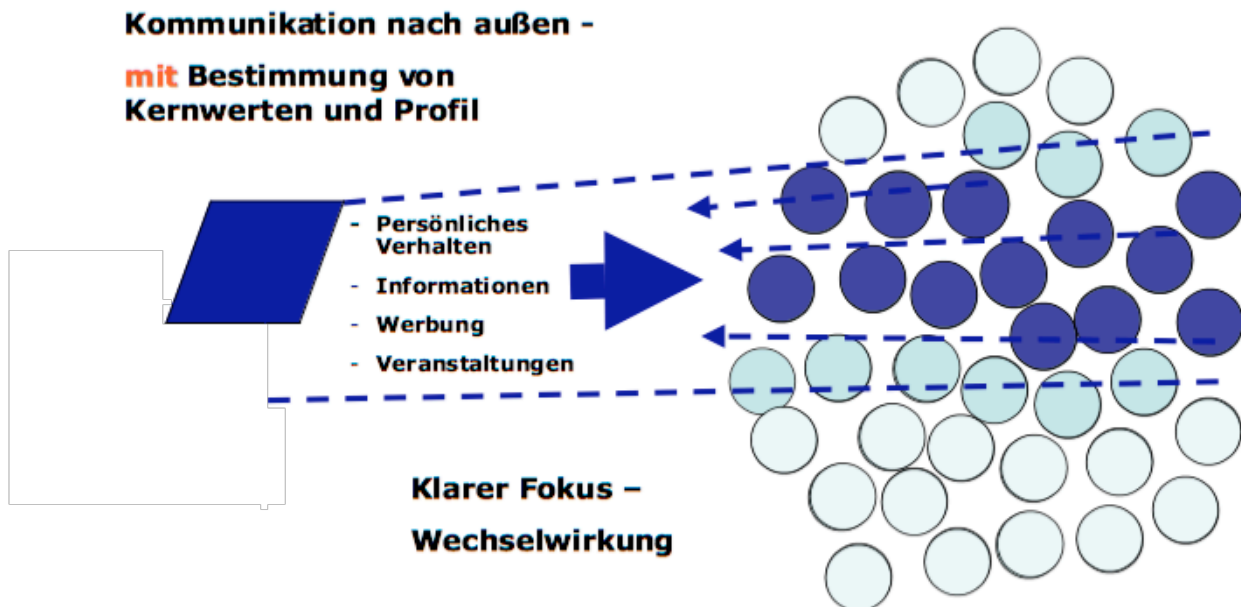 Kommunikation nach außen -
mit Bestimmung von
Kernwerten und Profil
- Persönliches
Verhalten
- Informationen
- Werbung
- Veranstaltungen
Klarer Fokus –
Wechselwirkung